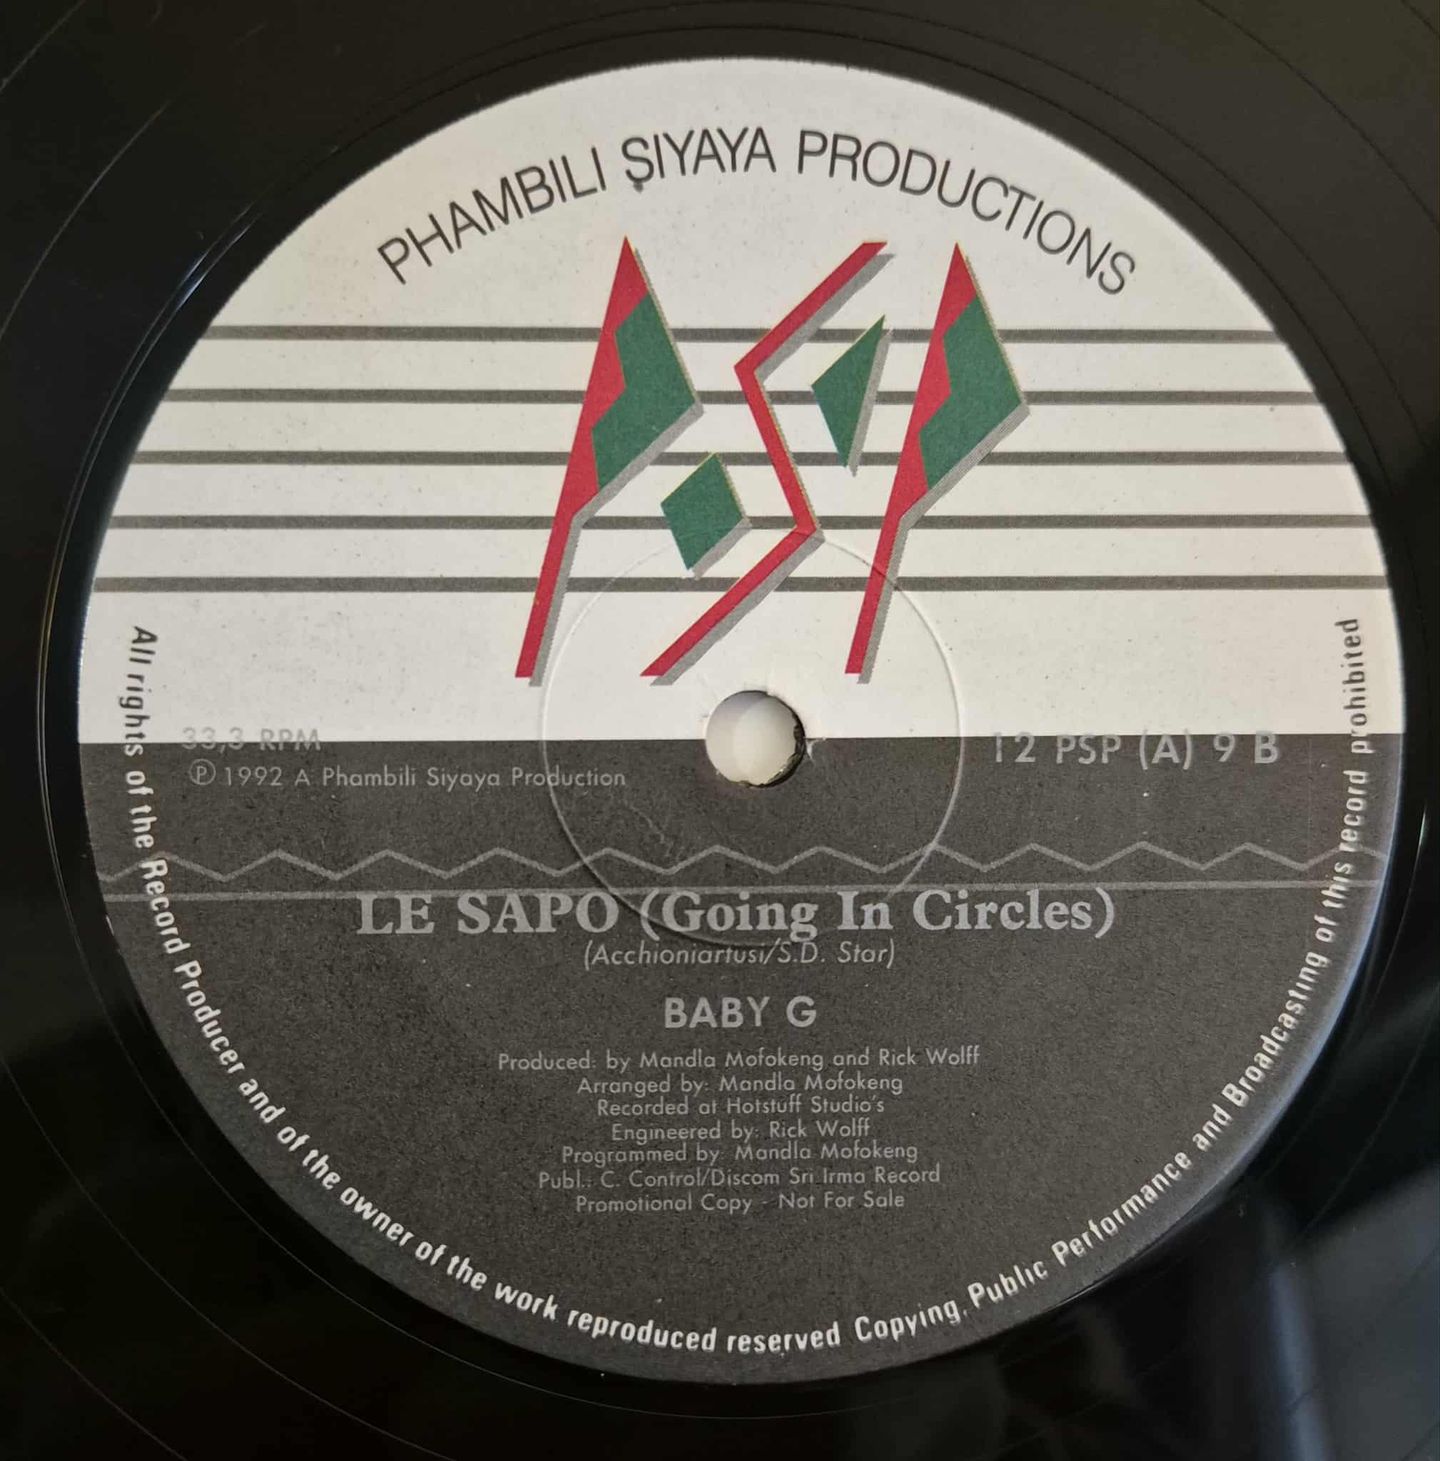 PHAMBILI SIYAYA PRODUCTIONS
PSP
33,3 RPM
12 PSP (A) 9 B
℗ 1992 A Phambili Siyaya Production
LE SAPO (Going In Circles)
(Acchioniartusi/S.D. Star)
BABY G
Produced: by Mandla Mofokeng and Rick Wolff
Arranged by: Mandla Mofokeng
Recorded at Hotstuff Studio's
Engineered by: Rick Wolff
Programmed by: Mandla Mofokeng
Publ.: C. Control/Discom Sri Irma Record
Promotional Copy - Not For Sale
All rights of the Record Producer and of the owner of the work reproduced reserved Copying, Public Performance and Broadcasting of this record prohibited